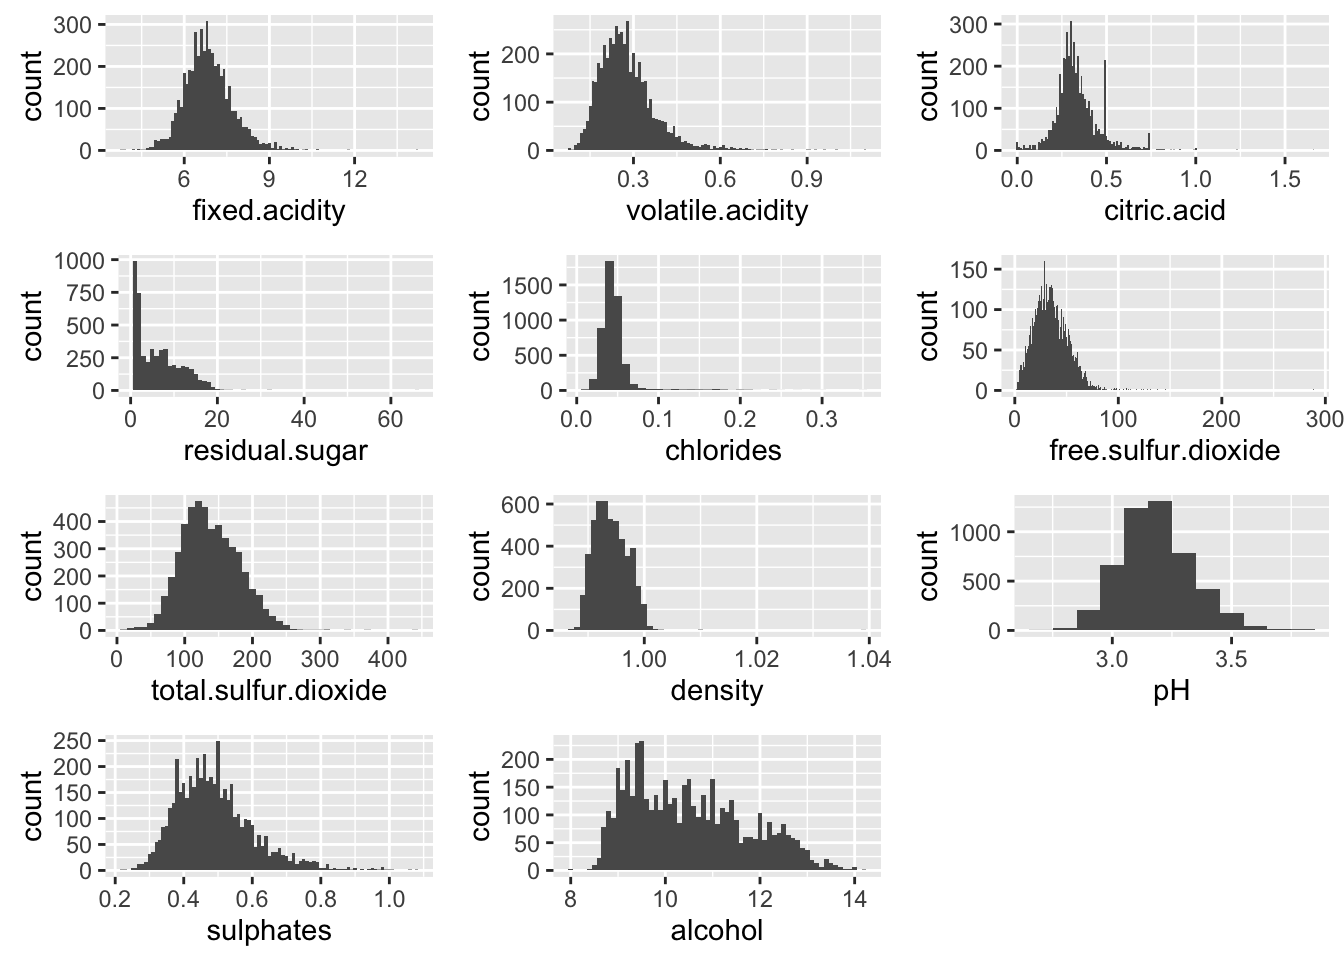 count
300
200
100
0
6 9 12
fixed.acidity
count
200
100
0
0.3 0.6 0.9
volatile.acidity
count
300
200
100
0
0.0 0.5 1.0 1.5
citric.acid
count
1000
750
500
250
0
0 20 40 60
residual.sugar
count
1500
1000
500
0
0.0 0.1 0.2 0.3
chlorides
count
150
100
50
0
0 100 200 300
free.sulfur.dioxide
count
400
300
200
100
0
0 100 200 300 400
total.sulfur.dioxide
count
600
400
200
0
1.00 1.02 1.04
density
count
1000
500
0
3.0 3.5
pH
count
250
200
150
100
50
0
0.2 0.4 0.6 0.8 1.0
sulphates
count
200
150
100
50
0
8 10 12 14
alcohol